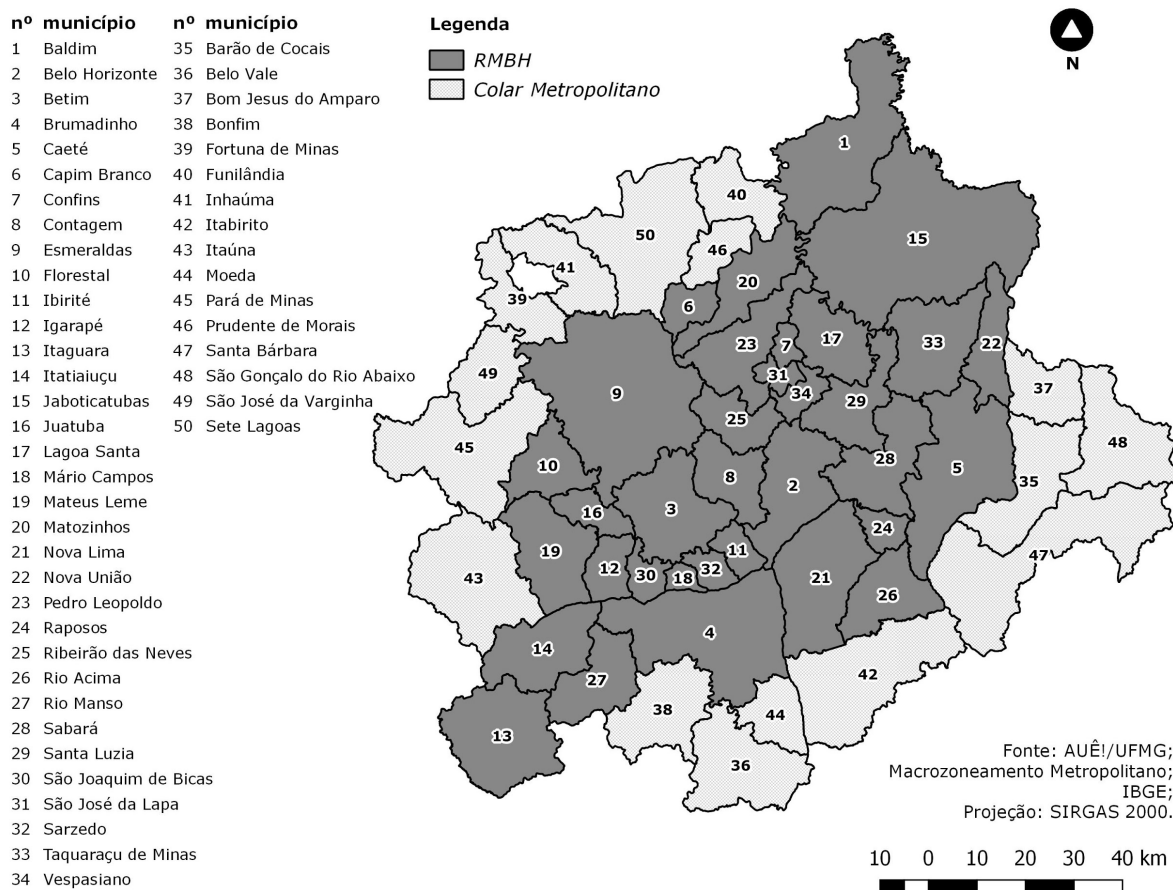 nº município
1 Baldim
2 Belo Horizonte
3 Betim
4 Brumadinho
5 Caeté
6 Capim Branco
7 Confins
8 Contagem
9 Esmeraldas
10 Florestal
11 Ibirité
12 Igarapé
13 Itaguara
14 Itatiaiuçu
15 Jaboticatubas
16 Juatuba
17 Lagoa Santa
18 Mário Campos
19 Mateus Leme
20 Matozinhos
21 Nova Lima
22 Nova União
23 Pedro Leopoldo
24 Raposos
25 Ribeirão das Neves
26 Rio Acima
27 Rio Manso
28 Sabará
29 Santa Luzia
30 São Joaquim de Bicas
31 São José da Lapa
32 Sarzedo
33 Taquaraçu de Minas
34 Vespasiano
nº município
35 Barão de Cocais
36 Belo Vale
37 Bom Jesus do Amparo
38 Bonfim
39 Fortuna de Minas
40 Funilândia
41 Inhaúma
42 Itabirito
43 Itaúna
44 Moeda
45 Pará de Minas
46 Prudente de Morais
47 Santa Bárbara
48 São Gonçalo do Rio Abaixo
49 São José da Varginha
50 Sete Lagoas
Legenda
RMBH
Colar Metropolitano
N
1
40
15
50
46
41
20
39
6
7
17
33
22
23
31
49
37
9
34
29
25
45
48
28
10
5
8
35
2
3
16
24
19
11
47
32
43
12
30
18
21
26
4
14
42
27
38
44
13
36
Fonte: AUÊ!/UFMG;
Macrozoneamento Metropolitano;
IBGE;
Projeção: SIRGAS 2000.
10 0 10 20 30 40 km